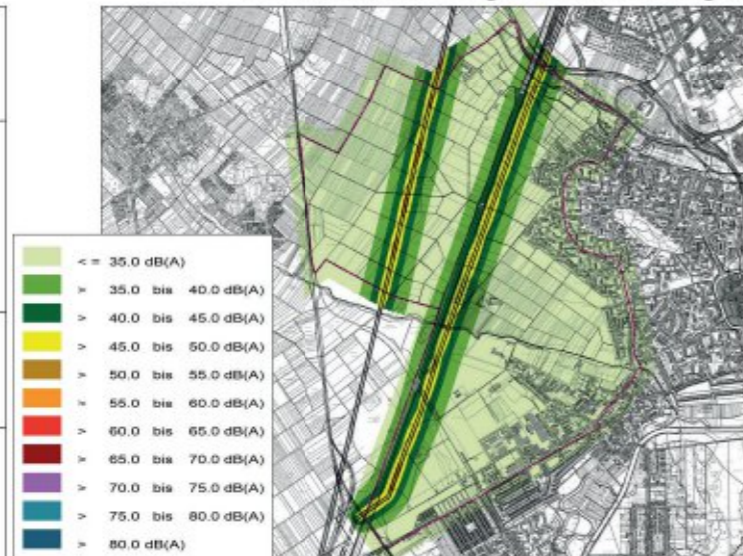 < = 35.0 dB(A)
> 35.0 bis 40.0 dB(A)
> 40.0 bis 45.0 dB(A)
> 45.0 bis 50.0 dB(A)
> 50.0 bis 55.0 dB(A)
> 55.0 bis 60.0 dB(A)
> 60.0 bis 65.0 dB(A)
> 65.0 bis 70.0 dB(A)
> 70.0 bis 75.0 dB(A)
> 75.0 bis 80.0 dB(A)
> 80.0 dB(A)